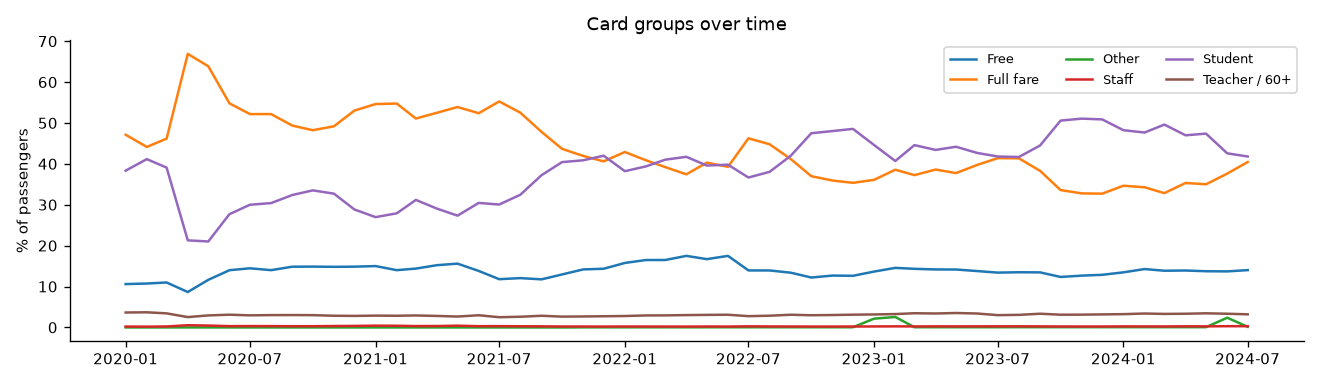 Card groups over time
% of passengers
70
60
50
40
30
20
10
0
Free
Other
Student
Full fare
Staff
Teacher / 60+
2020-01
2020-07
2021-01
2021-07
2022-01
2022-07
2023-01
2023-07
2024-01
2024-07